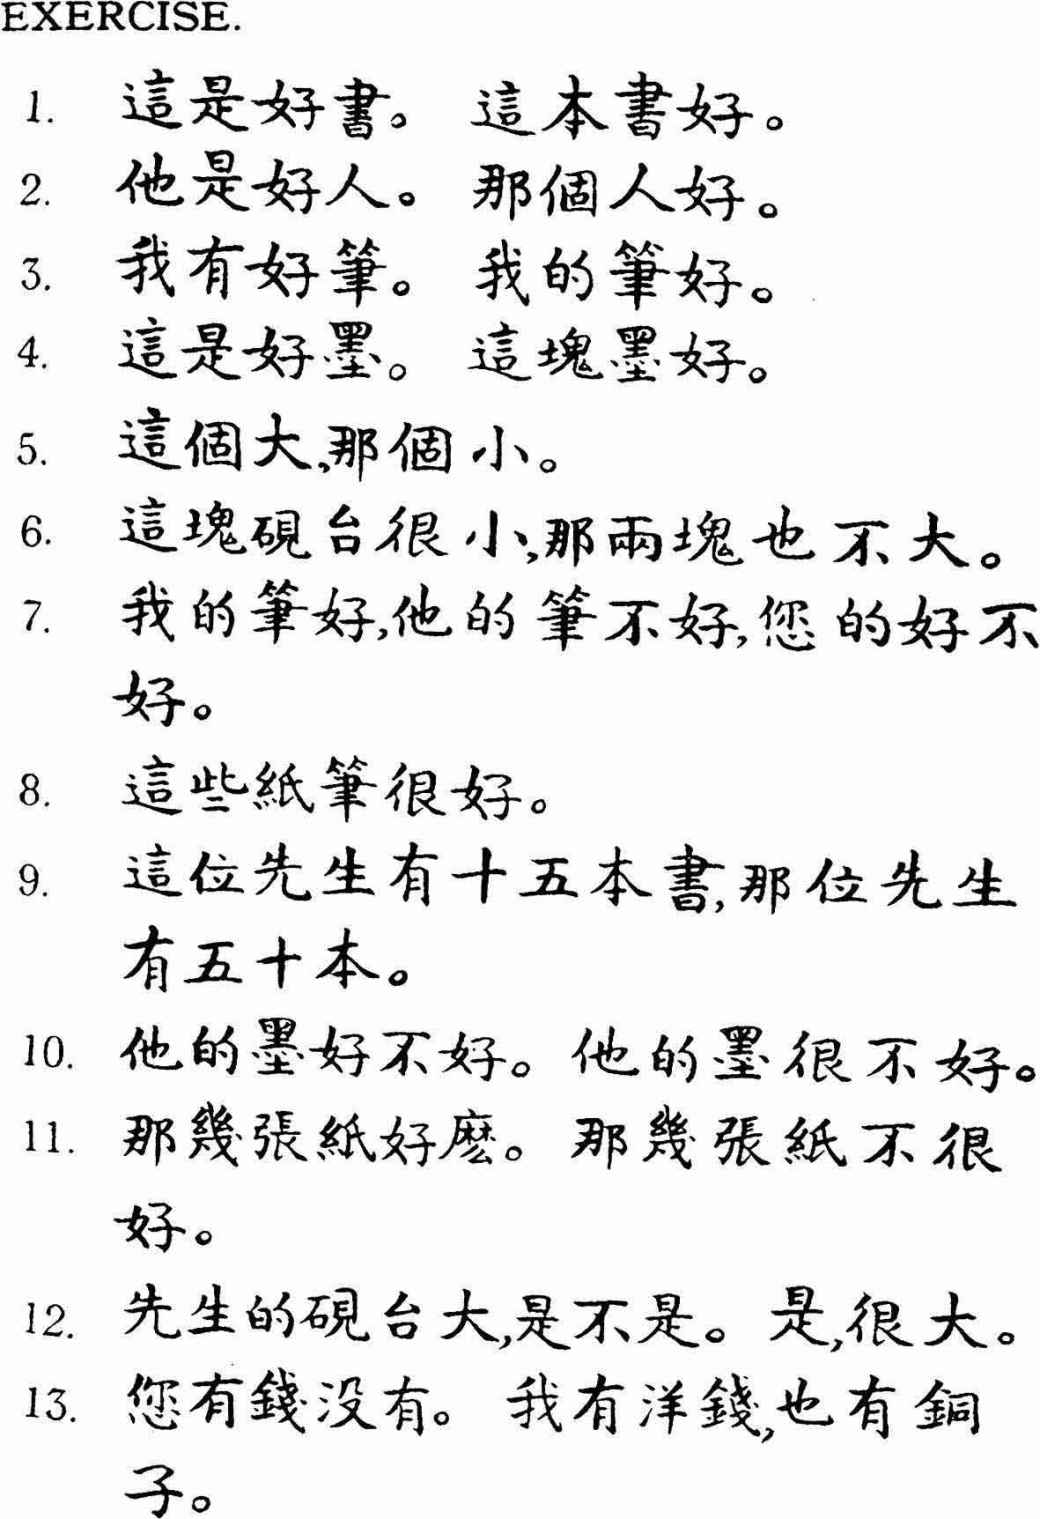 EXERCISE.
1. 這是好書。 這本書好。
2. 他是好人。 那個人好。
3. 我有好筆。 我的筆好。
4. 這是好墨。 這塊墨好。
5. 這個大,那個小。
6. 這塊硯台很小,那兩塊也不大。
7. 我的筆好,他的筆不好,您的好不
好。
8. 這些紙筆很好。
9. 這位先生有十五本書,那位先生
有五十本。
10. 他的墨好不好。 他的墨很不好。
11. 那幾張紙好麽。 那幾張紙不很
好。
12. 先生的硯台大,是不是。 是,很大。
13. 您有錢没有。 我有洋錢,也有銅
子。